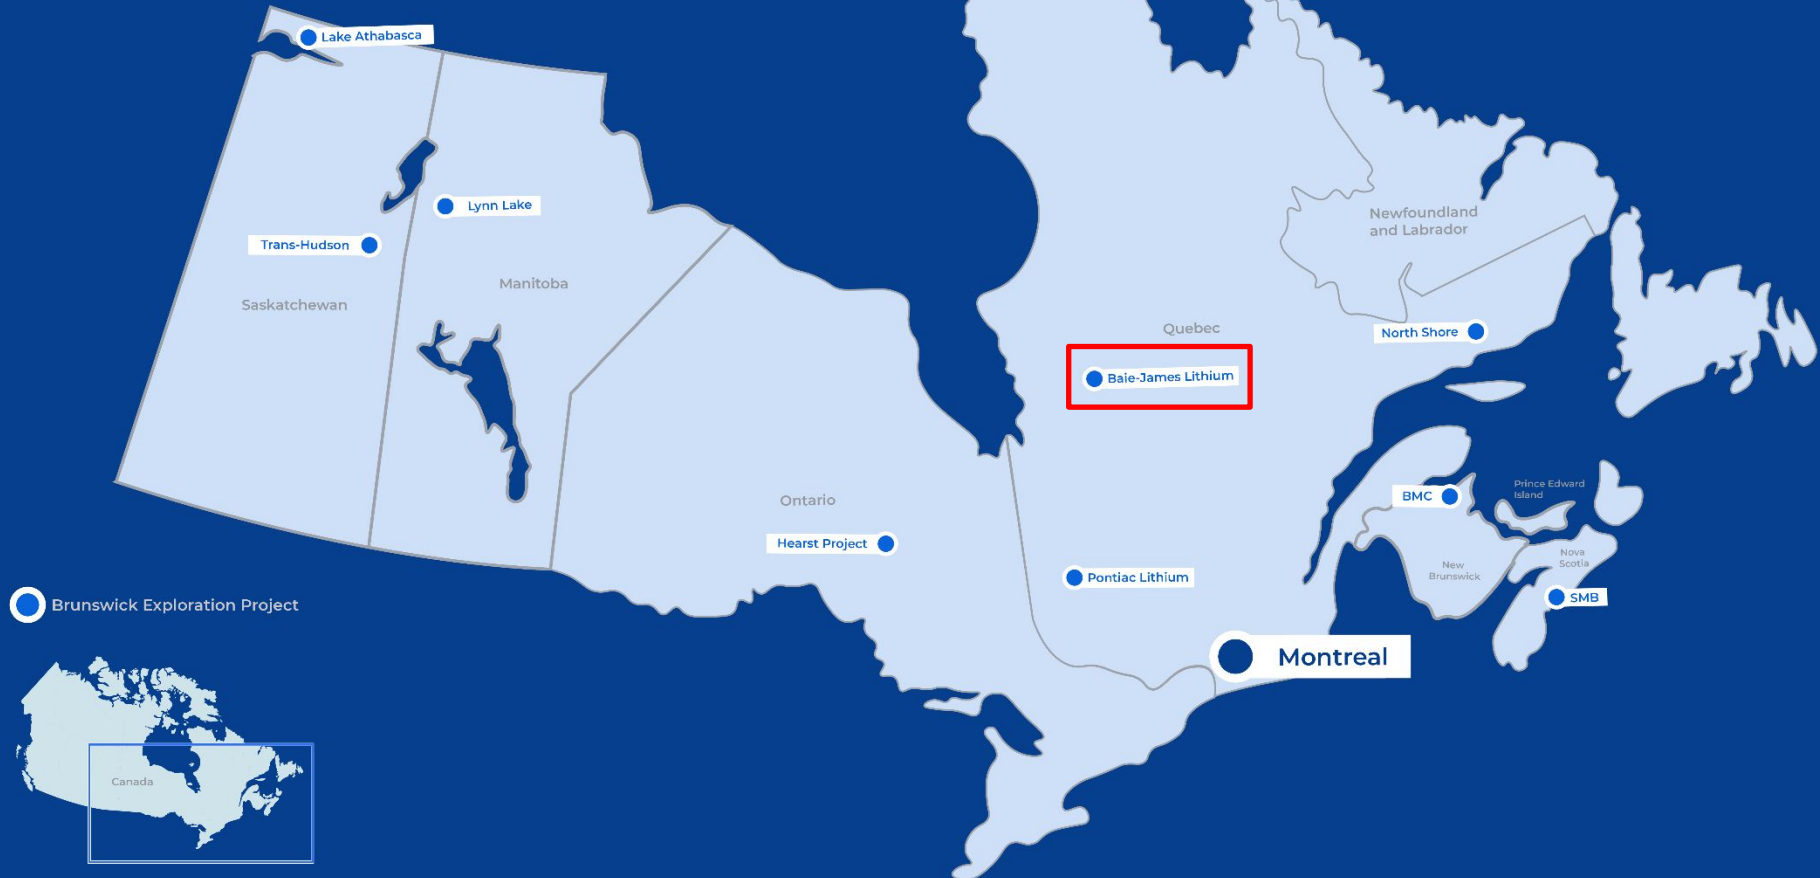 Lake Athabasca
Lynn Lake
Trans-Hudson
Manitoba
Saskatchewan
Newfoundland
and Labrador
Quebec
North Shore
Baie-James Lithium
Ontario
Hearst Project
Pontiac Lithium
BMC
Prince Edward
Island
Nova
Scotia
New
Brunswick
SMB
Montreal
Brunswick Exploration Project
Canada